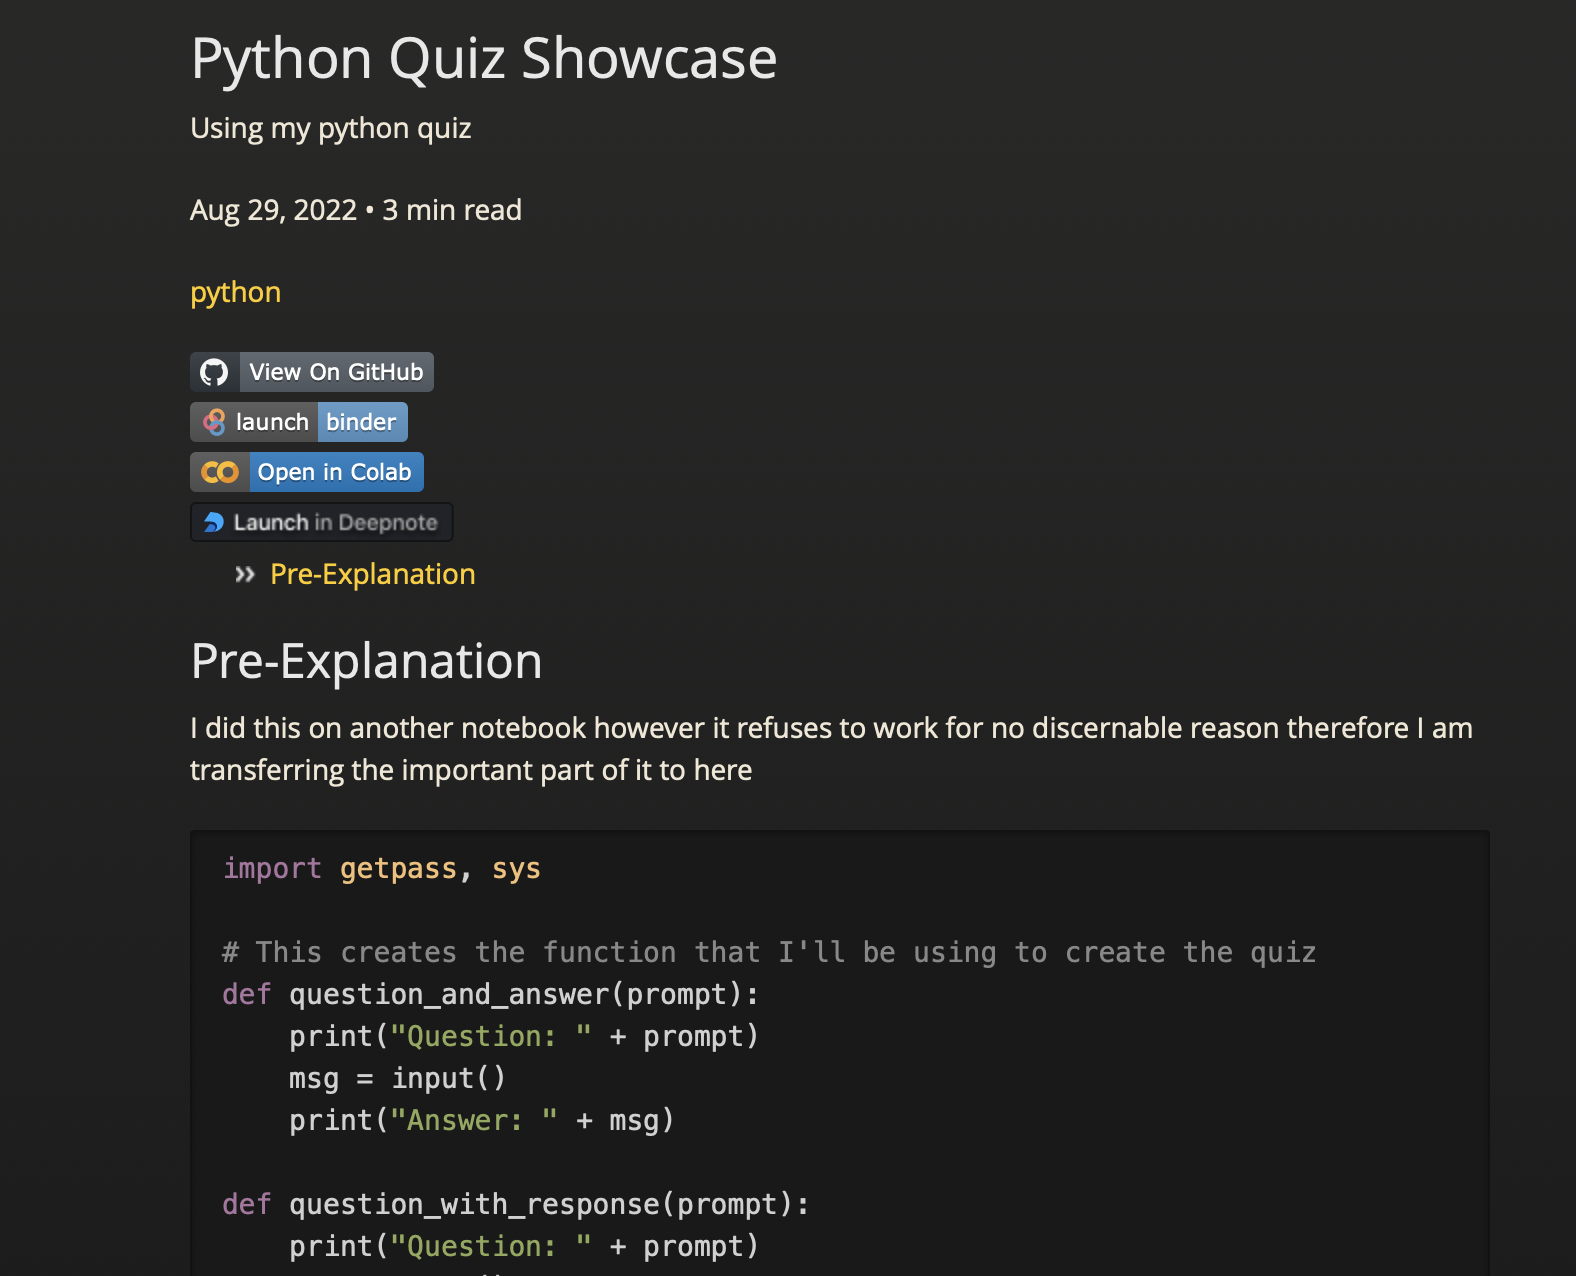 Python Quiz Showcase
Using my python quiz
Aug 29, 2022 • 3 min read
python
View On GitHub
launch binder
Open in Colab
Launch in Deepnote
Pre-Explanation
Pre-Explanation
I did this on another notebook however it refuses to work for no discernable reason therefore I am
transferring the important part of it to here
import getpass, sys
# This creates the function that I'll be using to create the quiz
def question_and_answer(prompt):
    print("Question: " + prompt)
    msg = input()
    print("Answer: " + msg)
def question_with_response(prompt):
    print("Question: " + prompt)